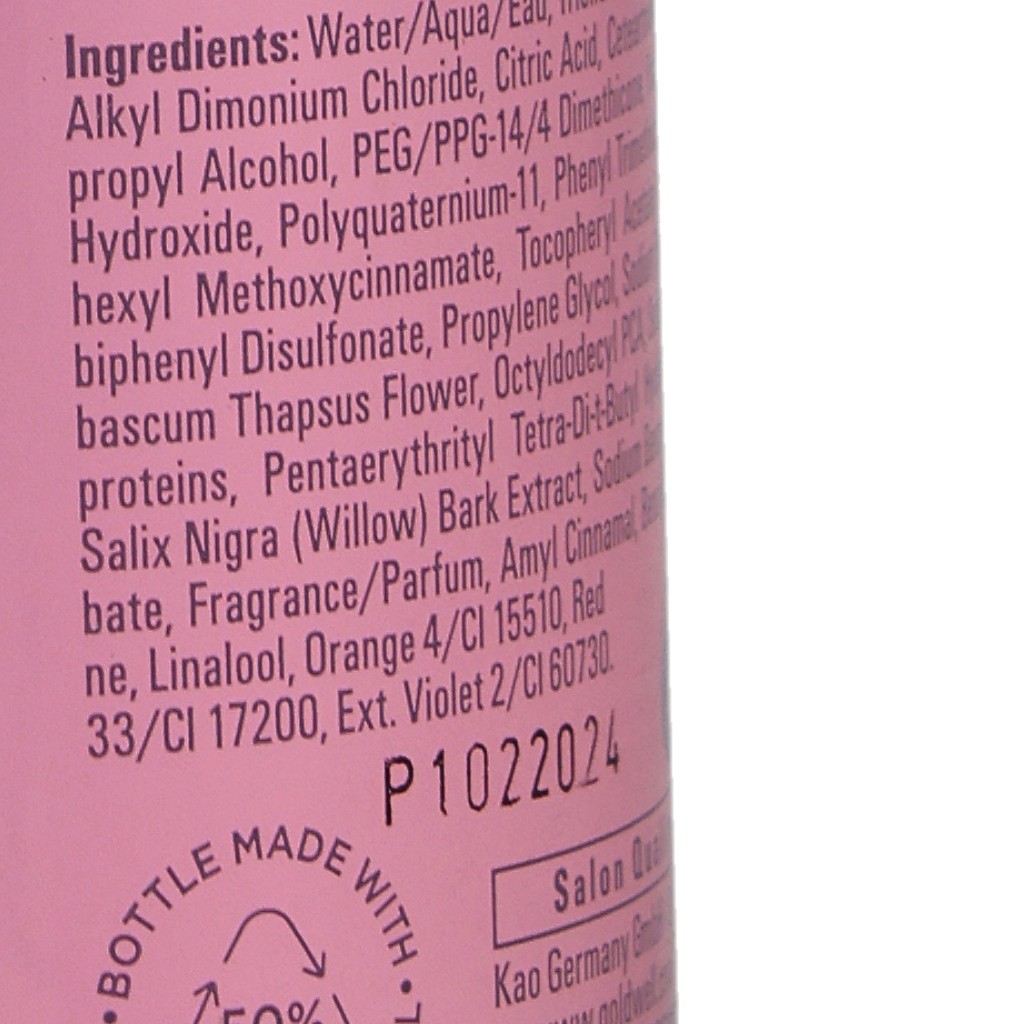 Ingredients: Water/Aqua/Eau,
Alkyl Dimonium Chloride, Citric Acid,
propyl Alcohol, PEG/PPG-14/4 Dimethicone,
Hydroxide, Polyquaternium-11, Phenyl
hexyl Methoxycinnamate, Tocopheryl
biphenyl Disulfonate, Propylene Glycol,
bascum Thapsus Flower, Octyldodecyl PCA,
proteins, Pentaerythrityl Tetra-Di-t-Butyl
Salix Nigra (Willow) Bark Extract, Sodium
bate, Fragrance/Parfum, Amyl Cinnamal,
ne, Linalool, Orange 4/CI 15510, Red
33/CI 17200, Ext. Violet 2/CI 60730.
P1022024
• BOTTLE MADE WITH •
50%
Salon
Kao Germany